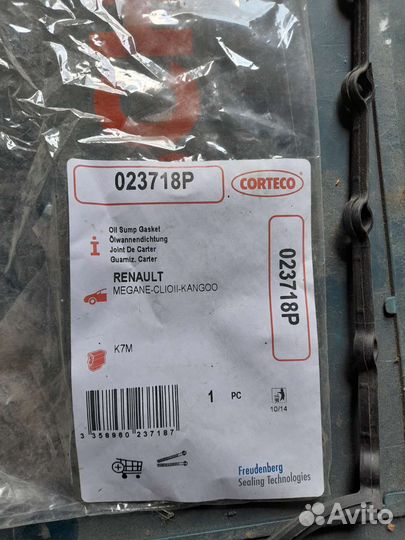 023718P
CORTECO
Oil Sump Gasket
Ölwannendichtung
Joint De Carter
Guarniz. Carter
RENAULT
MEGANE-CLIOII-KANGOO
023718P
K7M
1 PC
10/14
3 358960 237187
Freudenberg
Sealing Technologies
Avito